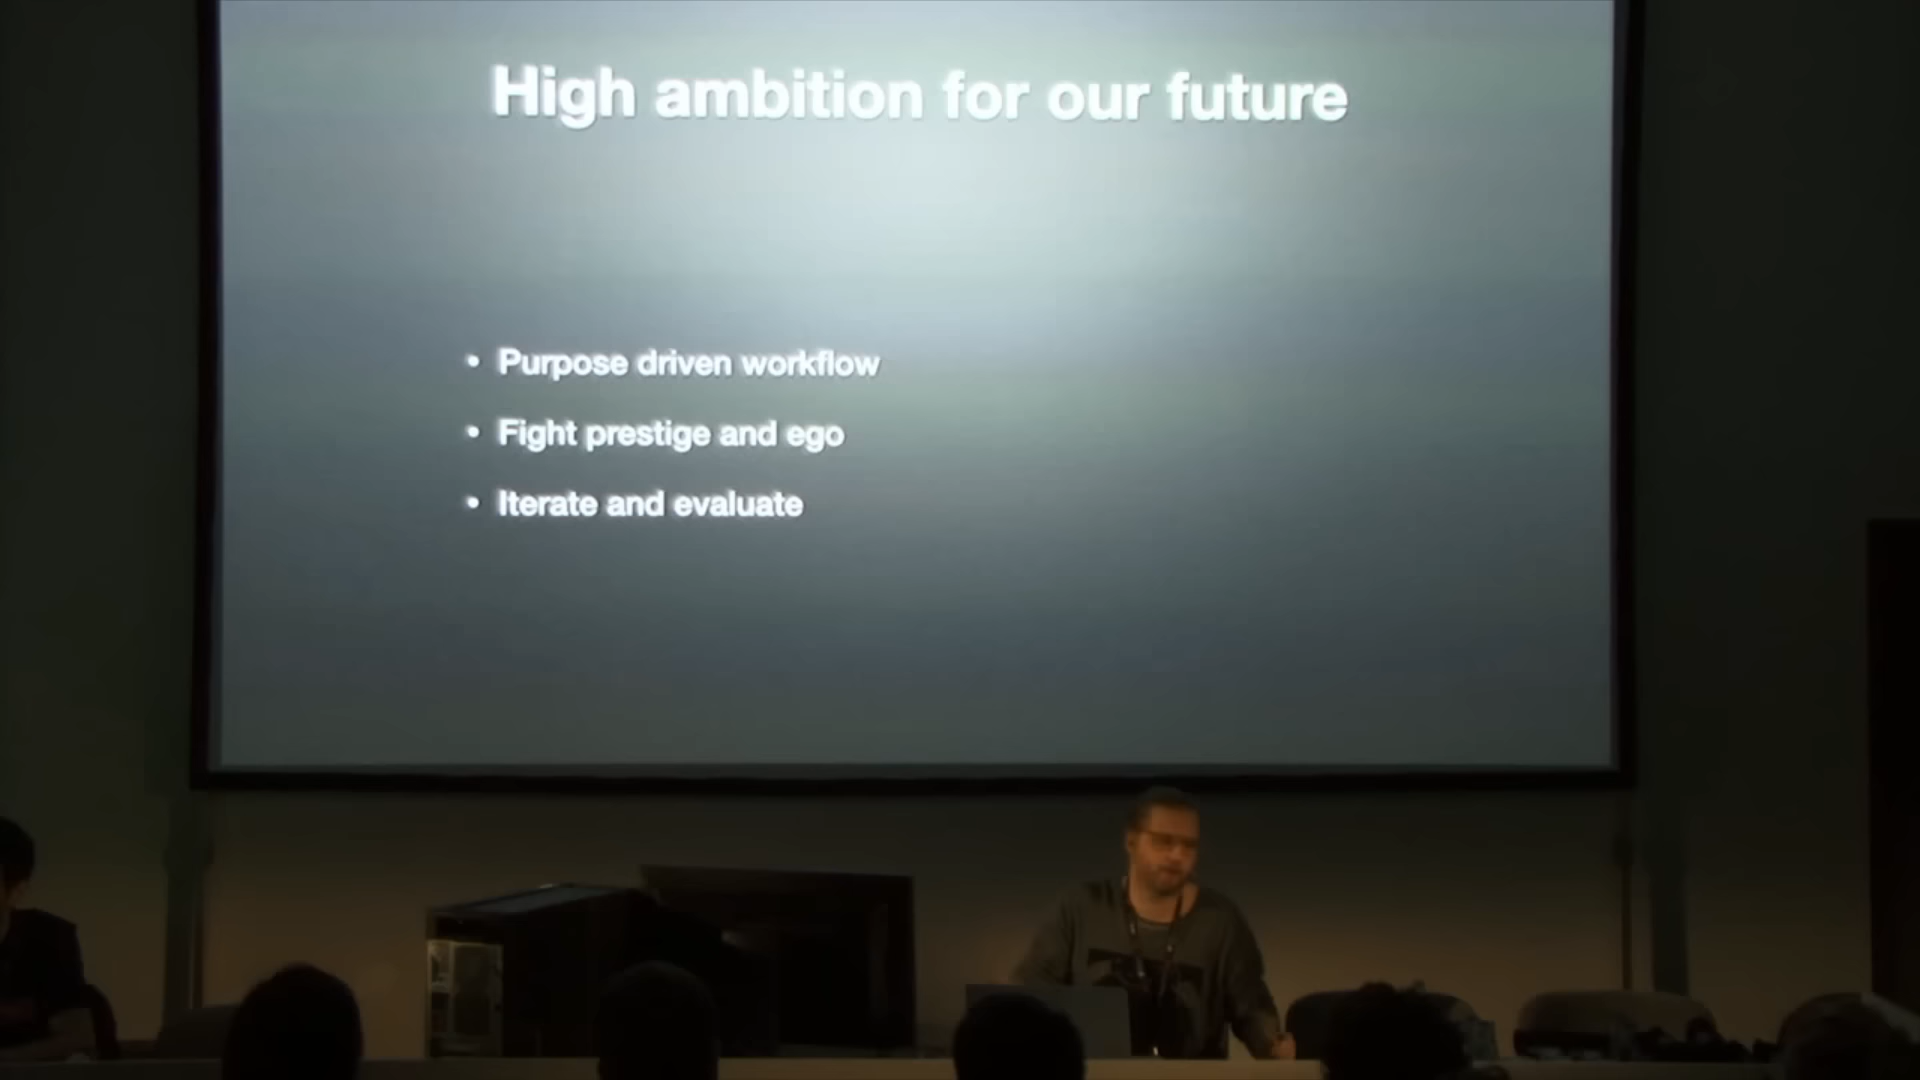 High ambition for our future
• Purpose driven workflow
• Fight prestige and ego
• Iterate and evaluate